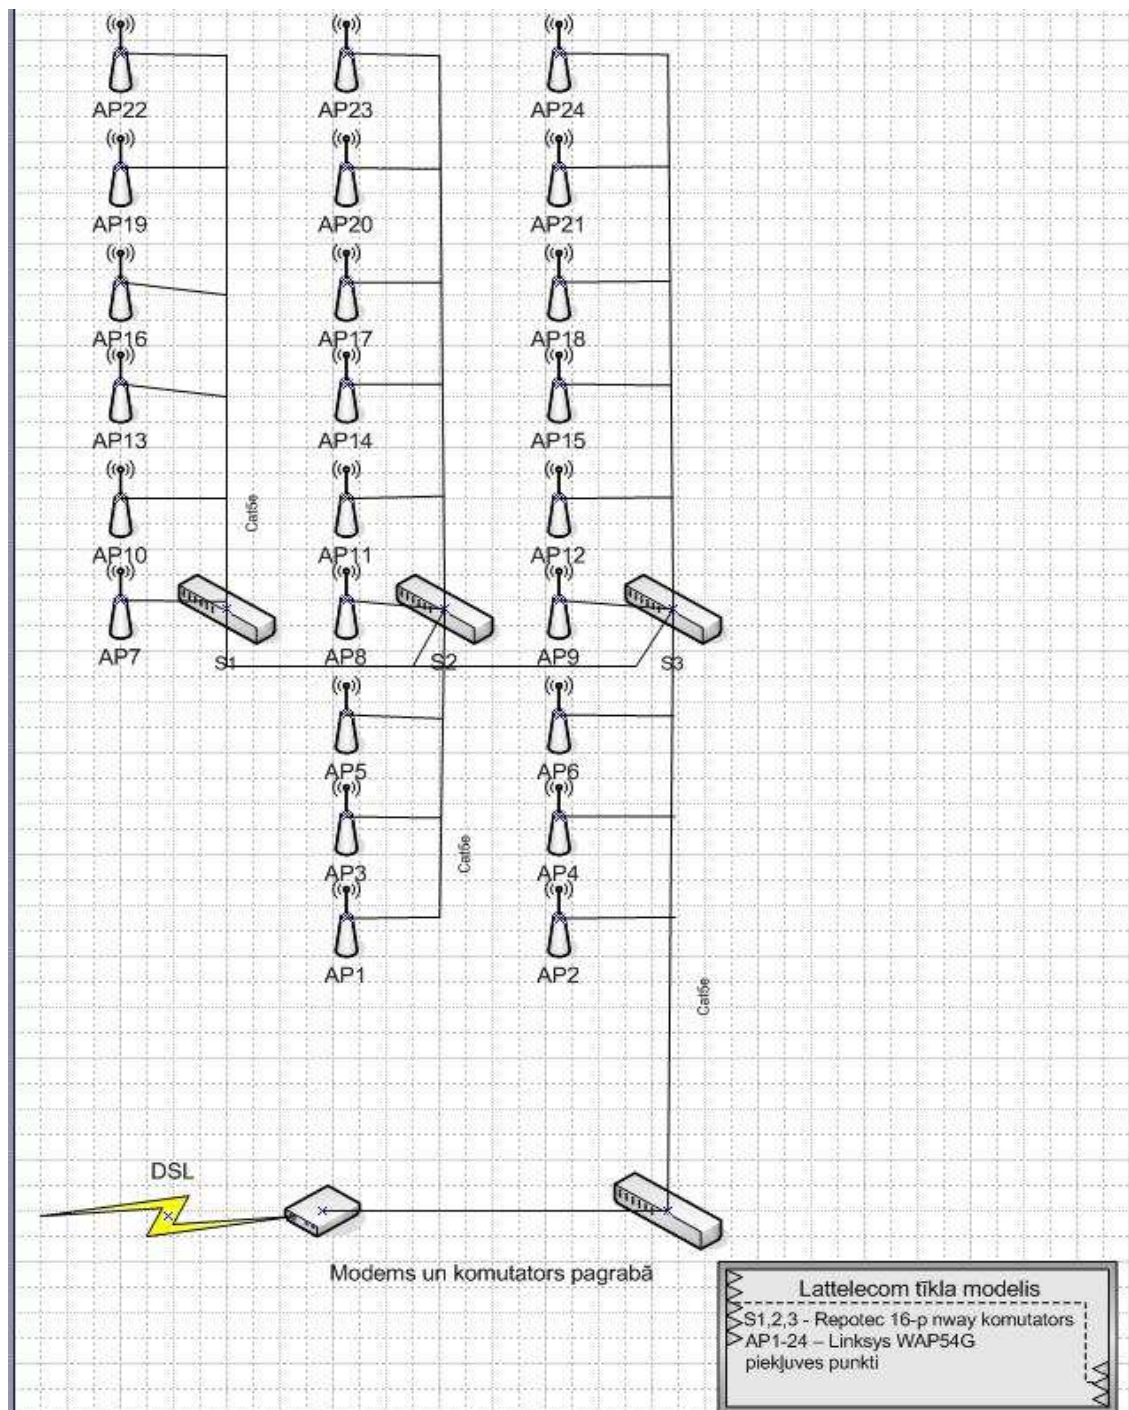 AP22 AP23 AP24
AP19 AP20 AP21
AP16 AP17 AP18
AP13 AP14 AP15
Cat5e
AP10 AP11 AP12
AP7 S1 AP8 S2 AP9 S3
AP5 AP6
Cat5e
AP3 AP4
AP1 AP2
Cat5e
DSL
Modems un komutators pagrabā
Lattelecom tīkla modelis
S1,2,3 - Repotec 16-p nway komutators
AP1-24 – Linksys WAP54G
piekļuves punkti